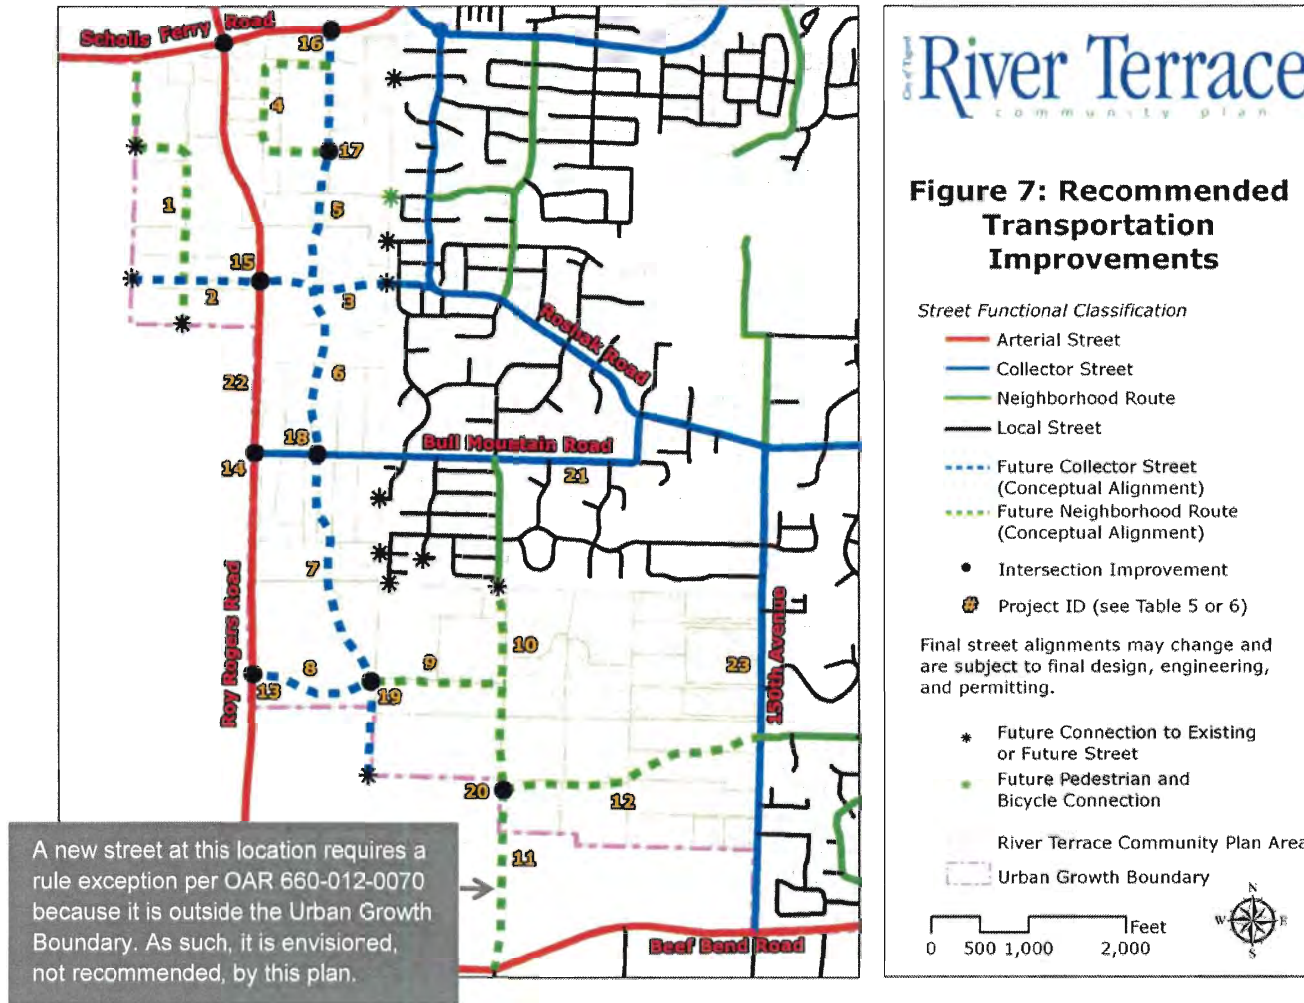 Scholls Ferry Road
16
4
17
5
1
15
2
3
Roshak Road
6
22
18
Bull Mountain Road
14
21
7
Roy Rogers Road
10
8
9
23
150th Avenue
13
19
20
12
11
Beef Bend Road
A new street at this location requires a
rule exception per OAR 660-012-0070
because it is outside the Urban Growth
Boundary. As such, it is envisioned,
not recommended, by this plan.
City of Tigard
River Terrace
community plan
Figure 7: Recommended
Transportation
Improvements
Street Functional Classification
Arterial Street
Collector Street
Neighborhood Route
Local Street
Future Collector Street
(Conceptual Alignment)
Future Neighborhood Route
(Conceptual Alignment)
Intersection Improvement
# Project ID (see Table 5 or 6)
Final street alignments may change and
are subject to final design, engineering,
and permitting.
Future Connection to Existing
or Future Street
Future Pedestrian and
Bicycle Connection
River Terrace Community Plan Area
Urban Growth Boundary
N
W E
S
Feet
0 500 1,000 2,000